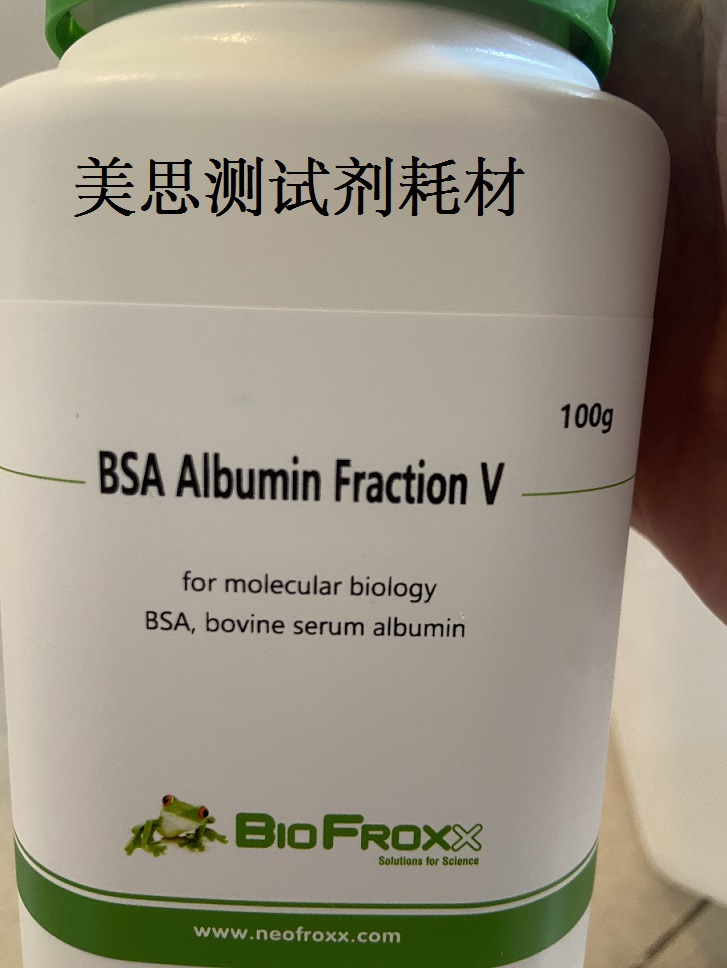 美思测试剂耗材
100g
BSA Albumin Fraction V
for molecular biology
BSA, bovine serum albumin
BIOFROXX
Solutions for Science
www.neofroxx.com